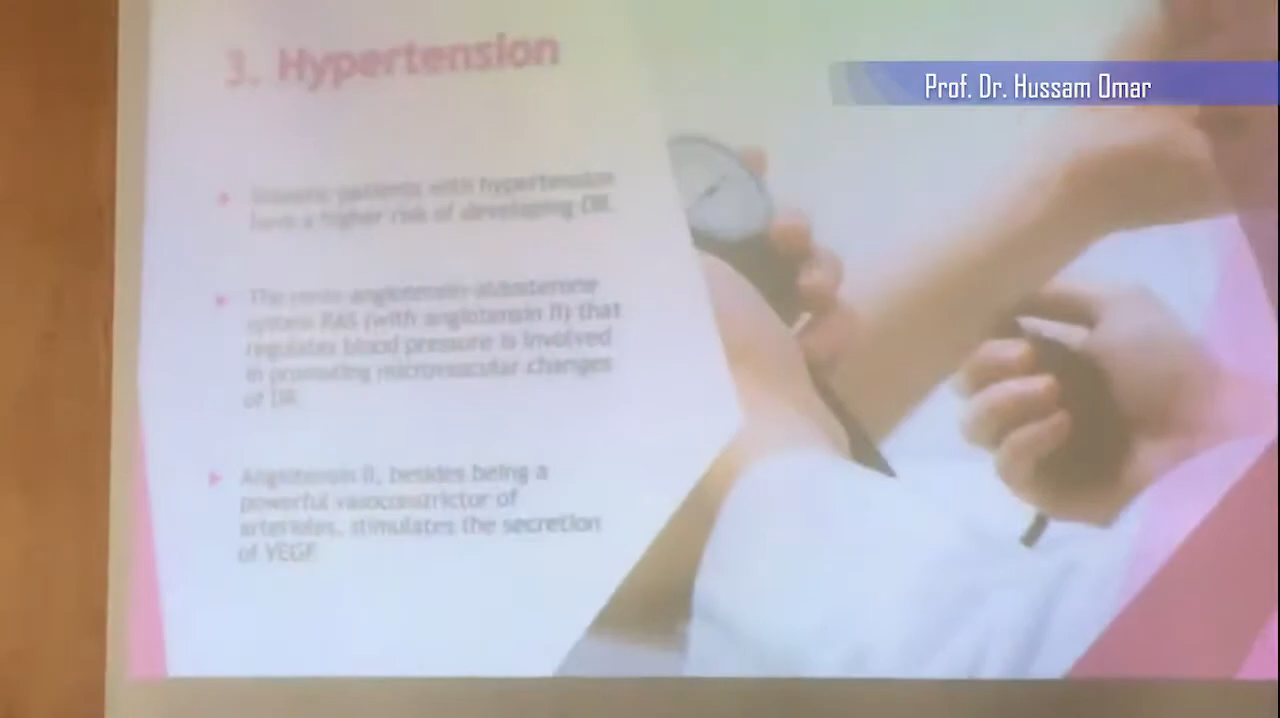 Prof. Dr. Hussam Omar
3. Hypertension
Diabetic patients with hypertension
have a higher risk of developing DR.
The renin-angiotensin-aldosterone
system RAS (with angiotensin II) that
regulates blood pressure is involved
in promoting microvascular changes
of DR.
Angiotensin II, besides being a
powerful vasoconstrictor of
arterioles, stimulates the secretion
of VEGF.